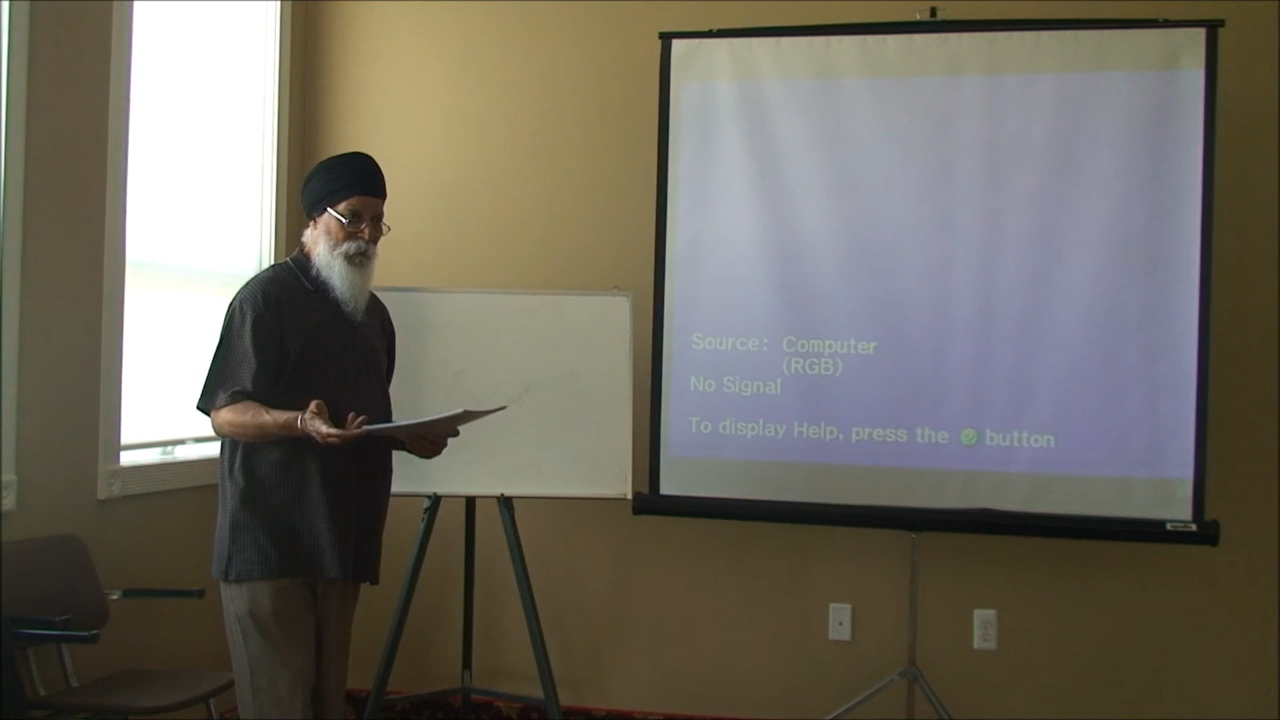 Source: Computer
(RGB)
No Signal
To display Help, press the button